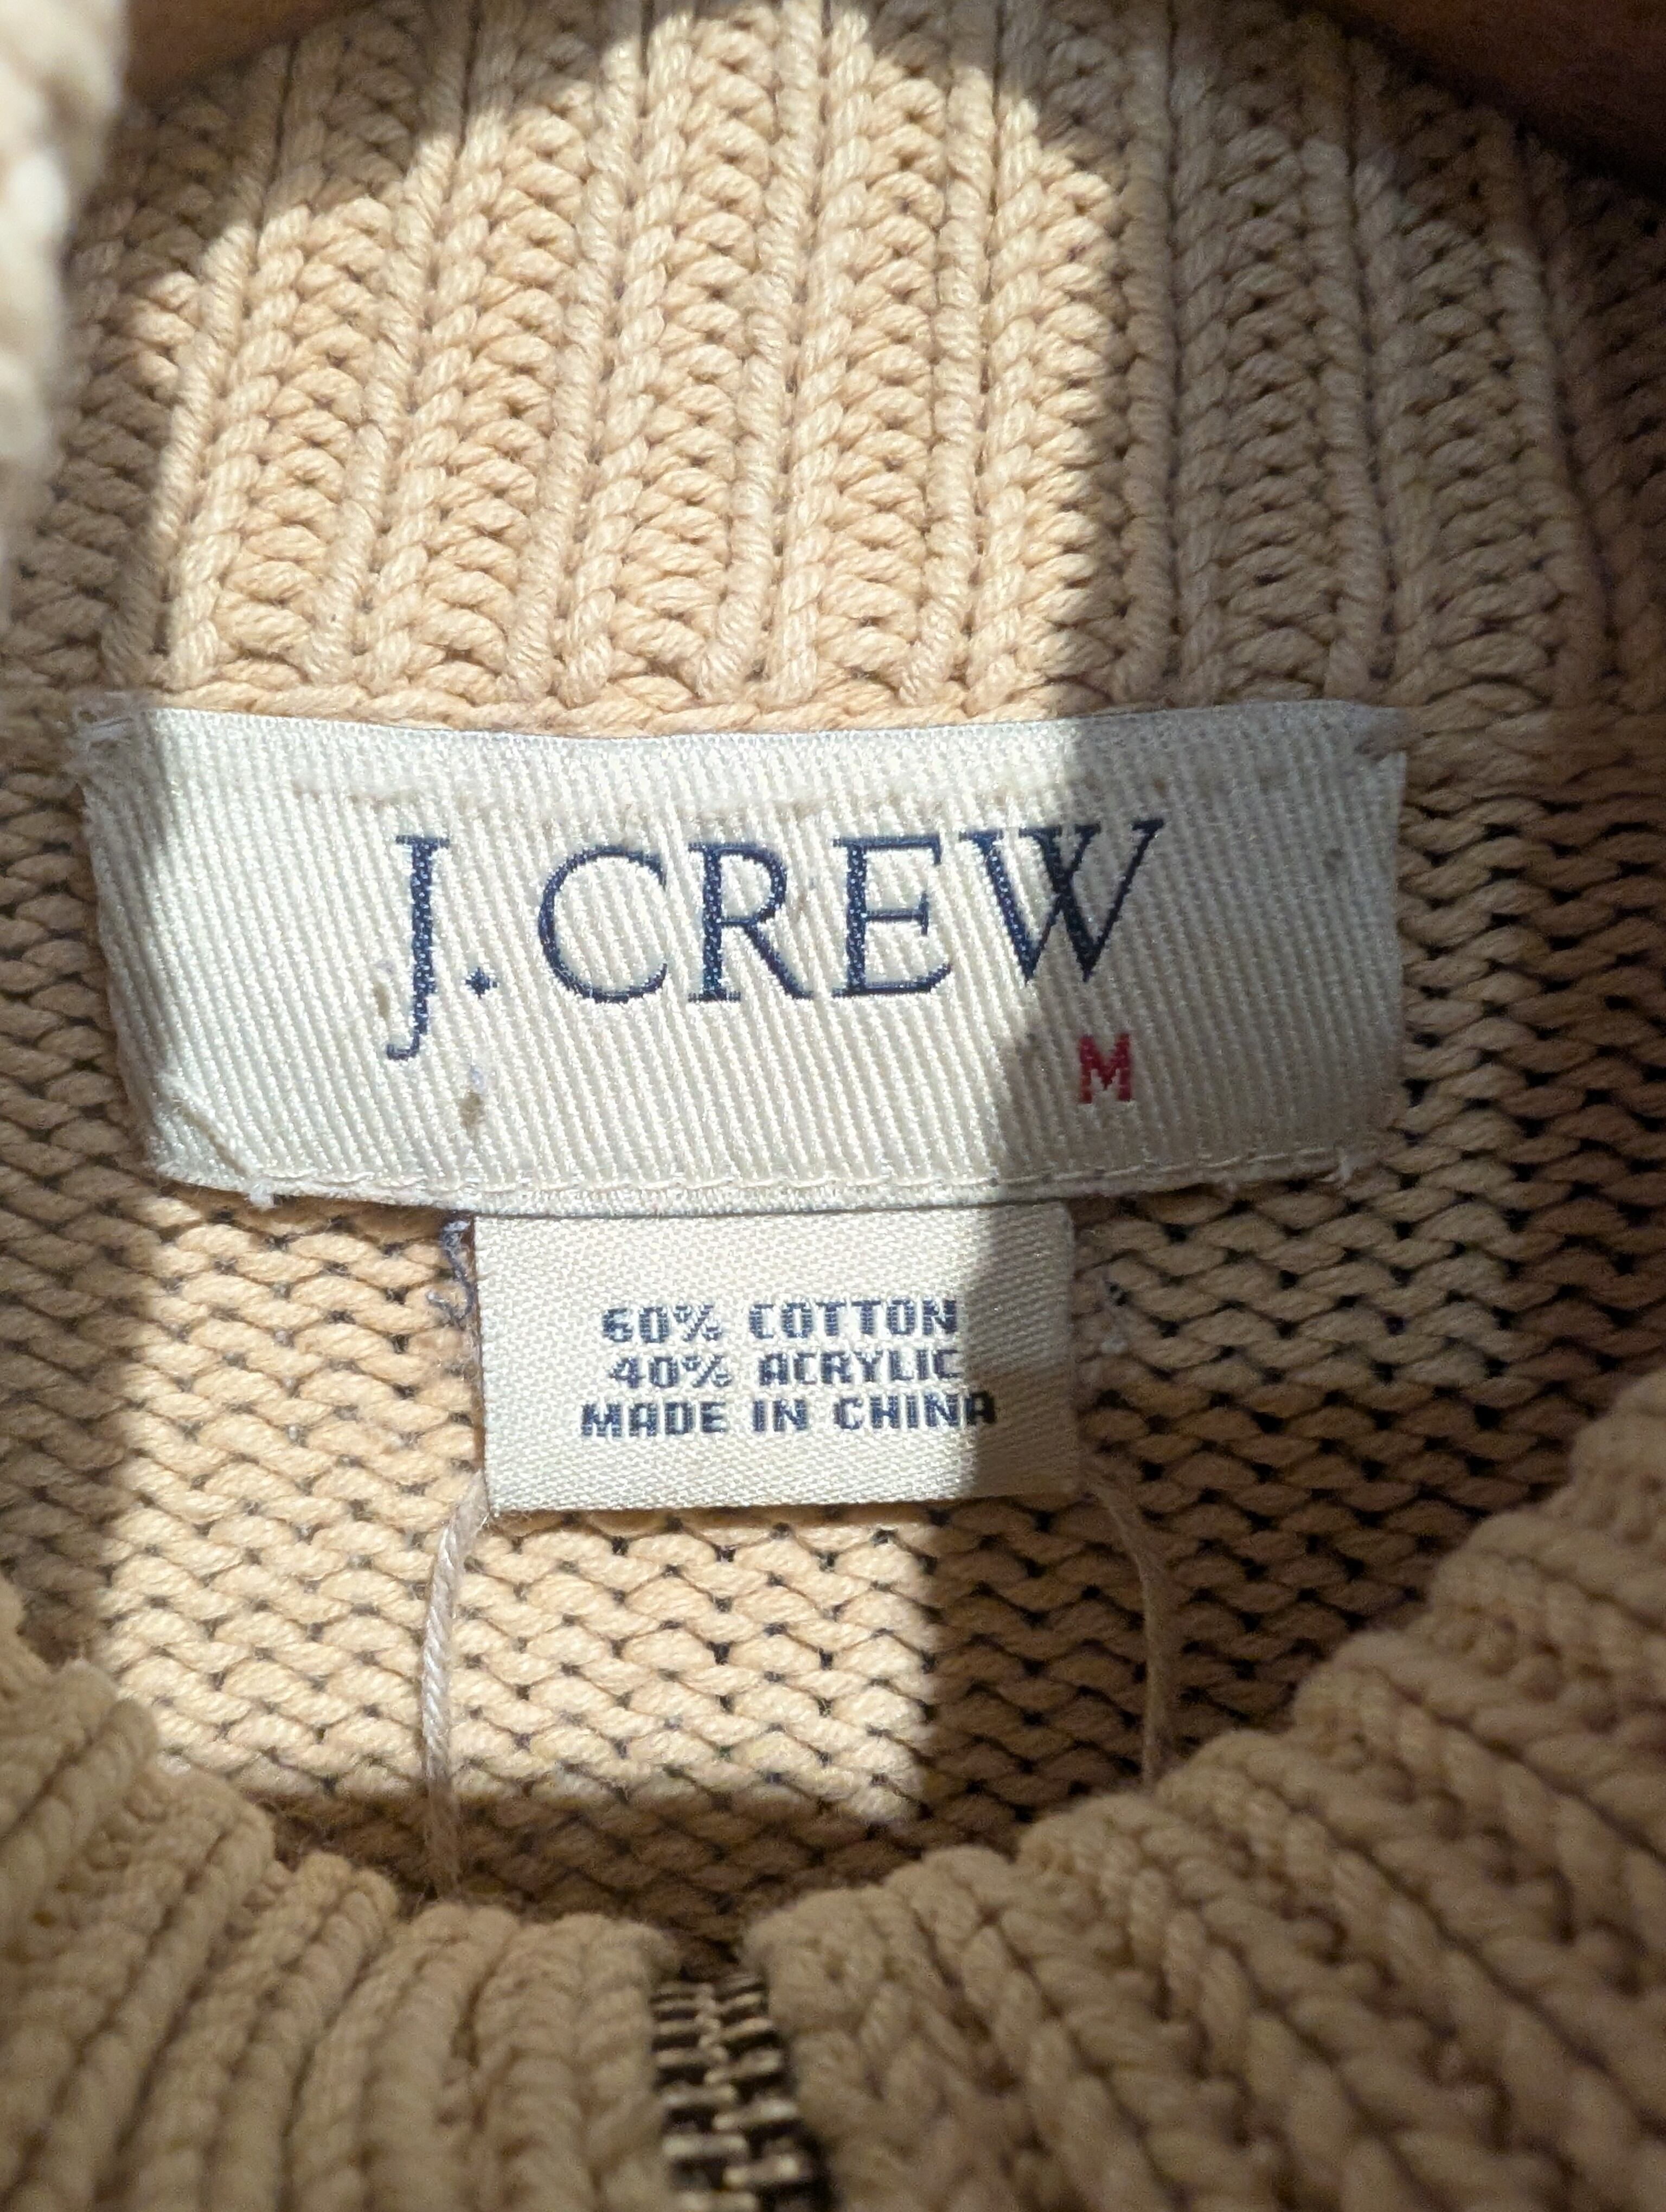 J.CREW
M
60% COTTON
40% ACRYLIC
MADE IN CHINA